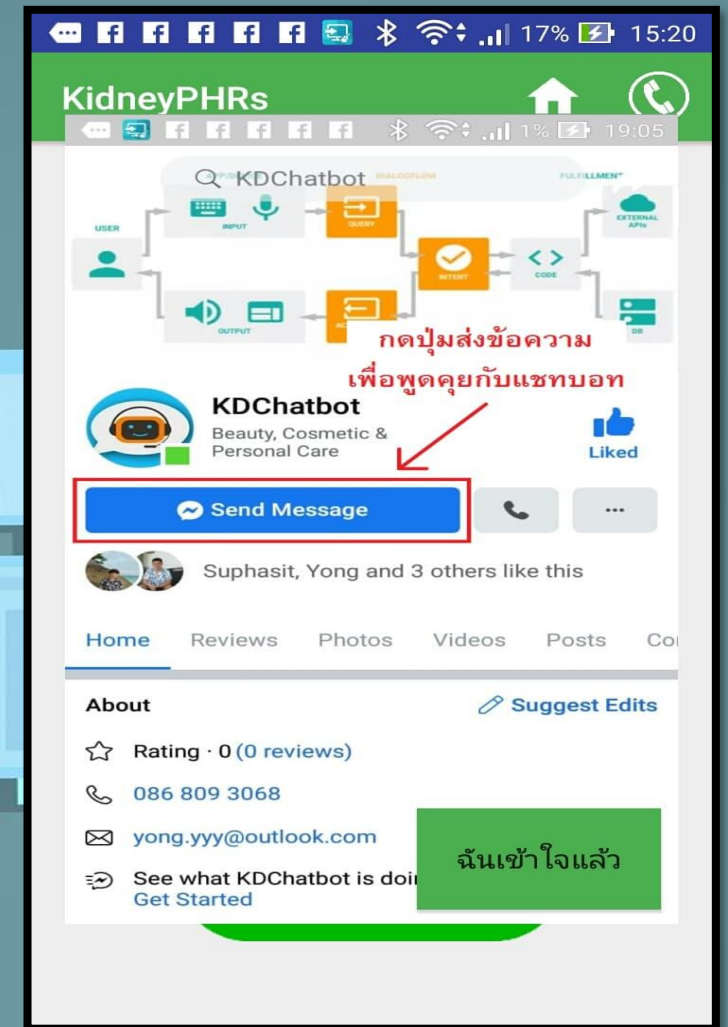 17% 15:20
KidneyPHRs
1% 19:05
KDChatbot
FULFILLMENT
USER
INPUT
QUERY
EXTERNAL
APIs
INTENT
CODE
OUTPUT
DB
กดปุ่มส่งข้อความ
เพื่อพูดคุยกับแชทบอท
KDChatbot
Beauty, Cosmetic &
Personal Care
Liked
Send Message
Suphasit, Yong and 3 others like this
Home Reviews Photos Videos Posts Co
About Suggest Edits
Rating · 0 (0 reviews)
086 809 3068
yong.yyy@outlook.com
See what KDChatbot is doi
Get Started
ฉันเข้าใจแล้ว